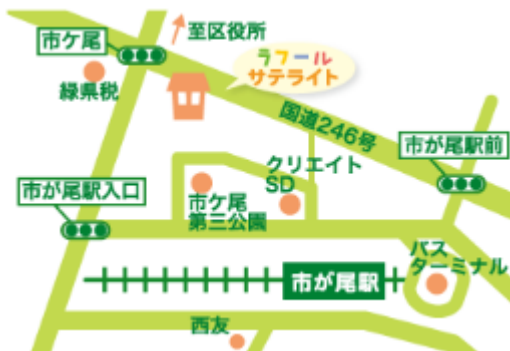 市ケ尾
至区役所
ラフール
サテライト
緑県税
国道246号
市が尾駅前
クリエイト
SD
市が尾駅入口
市ケ尾
第三公園
バス
ターミナル
市が尾駅
西友